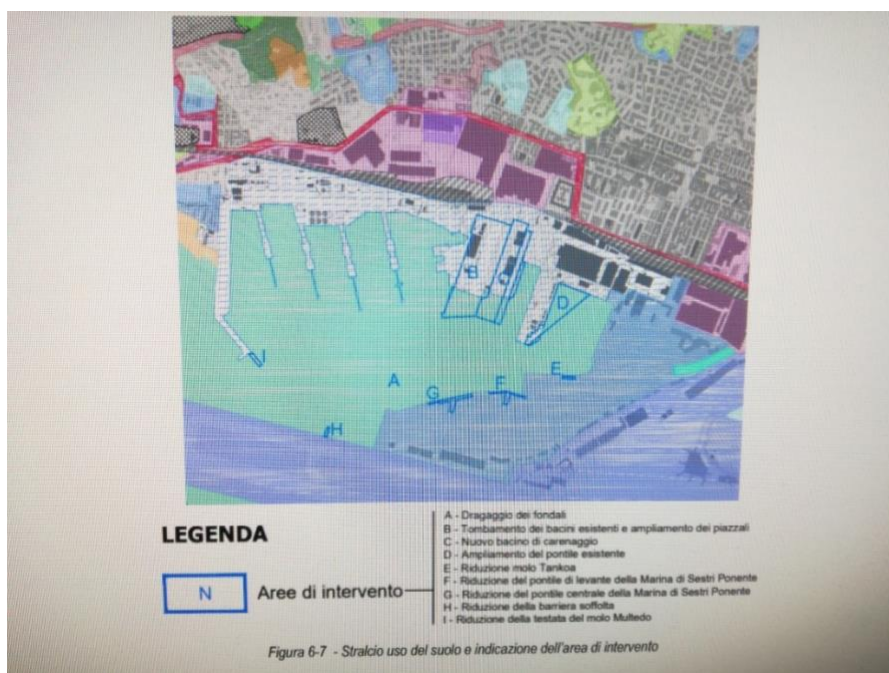 B
C
D
I
A
E
F
G
H
LEGENDA
N Aree di intervento
A - Dragaggio dei fondali
B - Tombamento dei bacini esistenti e ampliamento dei piazzali
C - Nuovo bacino di carenaggio
D - Ampliamento del pontile esistente
E - Riduzione molo Tankoa
F - Riduzione del pontile di levante della Marina di Sestri Ponente
G - Riduzione del pontile centrale della Marina di Sestri Ponente
H - Riduzione della barriera soffolta
I - Riduzione della testata del molo Multedo
Figura 6-7 - Stralcio uso del suolo e indicazione dell'area di intervento